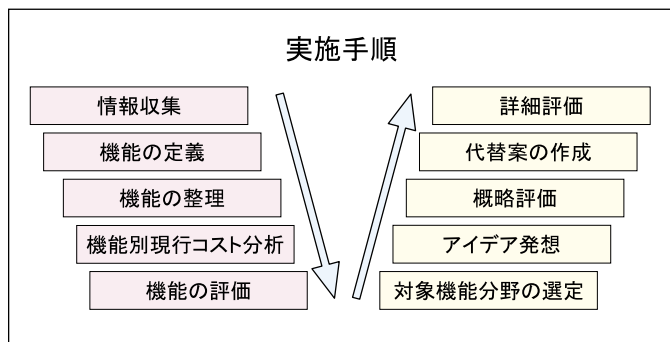 実施手順
情報収集
機能の定義
機能の整理
機能別現行コスト分析
機能の評価
対象機能分野の選定
アイデア発想
概略評価
代替案の作成
詳細評価